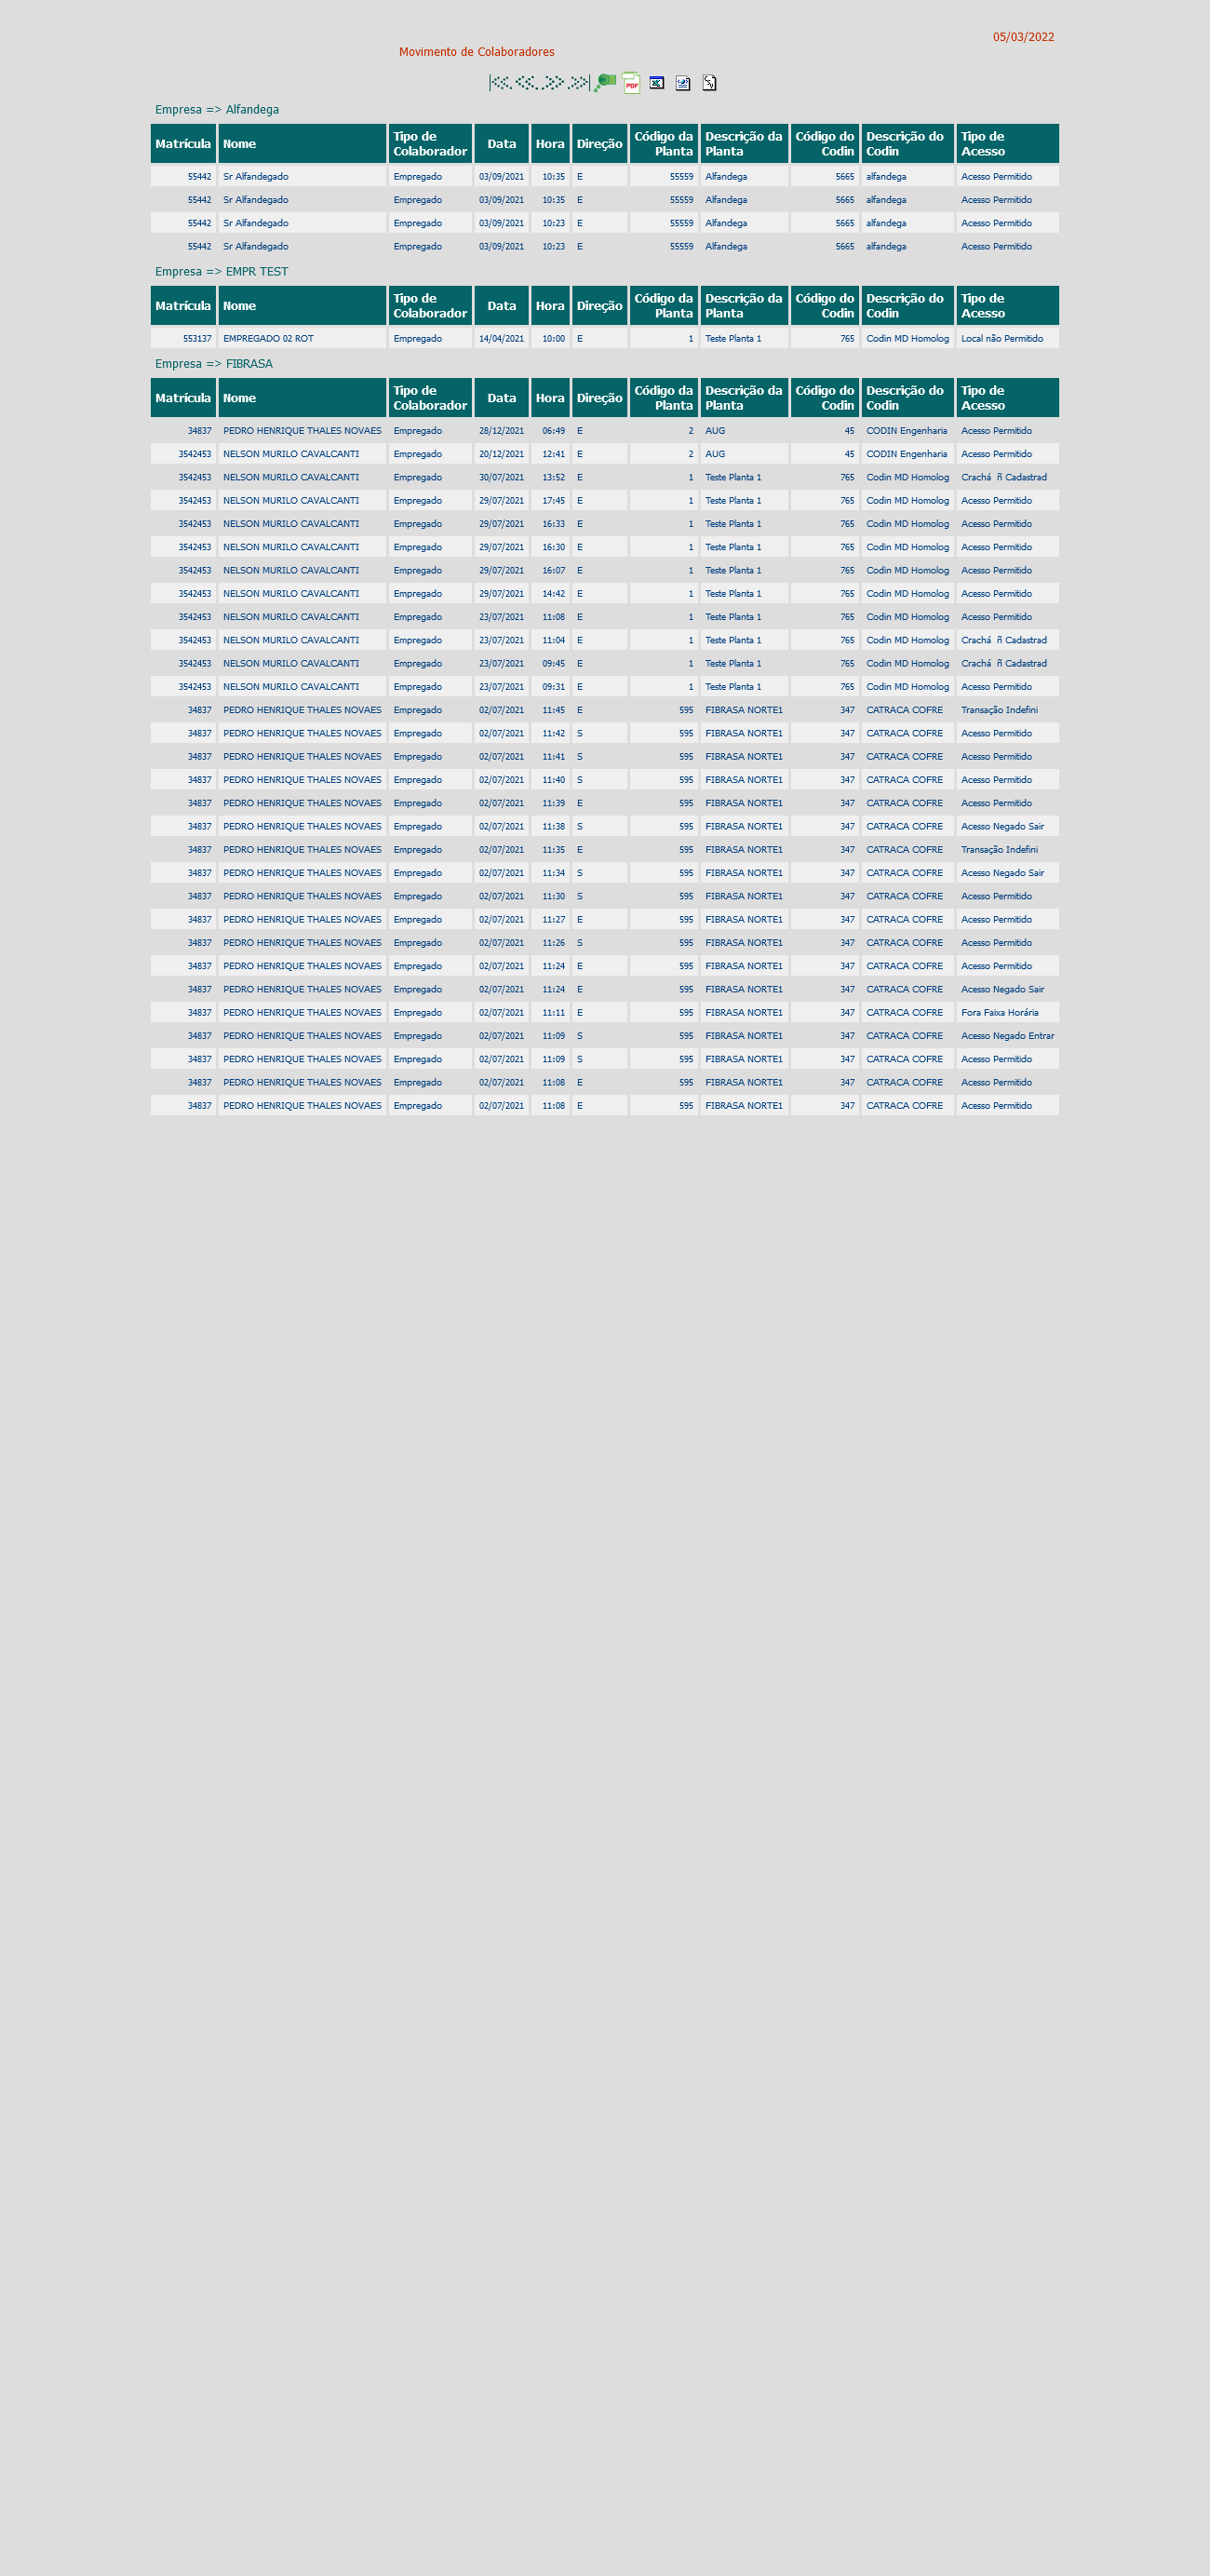 05/03/2022
Movimento de Colaboradores
PDF
Empresa => Alfandega
Matrícula Nome Tipo de Colaborador Data Hora Direção Código da Planta Descrição da Planta Código do Codin Descrição do Codin Tipo de Acesso
55442 Sr Alfandegado Empregado 03/09/2021 10:35 E 55559 Alfandega 5665 alfandega Acesso Permitido
55442 Sr Alfandegado Empregado 03/09/2021 10:35 E 55559 Alfandega 5665 alfandega Acesso Permitido
55442 Sr Alfandegado Empregado 03/09/2021 10:23 E 55559 Alfandega 5665 alfandega Acesso Permitido
55442 Sr Alfandegado Empregado 03/09/2021 10:23 E 55559 Alfandega 5665 alfandega Acesso Permitido
Empresa => EMPR TEST
Matrícula Nome Tipo de Colaborador Data Hora Direção Código da Planta Descrição da Planta Código do Codin Descrição do Codin Tipo de Acesso
553137 EMPREGADO 02 ROT Empregado 14/04/2021 10:00 E 1 Teste Planta 1 765 Codin MD Homolog Local não Permitido
Empresa => FIBRASA
Matrícula Nome Tipo de Colaborador Data Hora Direção Código da Planta Descrição da Planta Código do Codin Descrição do Codin Tipo de Acesso
34837 PEDRO HENRIQUE THALES NOVAES Empregado 28/12/2021 06:49 E 2 AUG 45 CODIN Engenharia Acesso Permitido
3542453 NELSON MURILO CAVALCANTI Empregado 20/12/2021 12:41 E 2 AUG 45 CODIN Engenharia Acesso Permitido
3542453 NELSON MURILO CAVALCANTI Empregado 30/07/2021 13:52 E 1 Teste Planta 1 765 Codin MD Homolog Crachá ñ Cadastrad
3542453 NELSON MURILO CAVALCANTI Empregado 29/07/2021 17:45 E 1 Teste Planta 1 765 Codin MD Homolog Acesso Permitido
3542453 NELSON MURILO CAVALCANTI Empregado 29/07/2021 16:33 E 1 Teste Planta 1 765 Codin MD Homolog Acesso Permitido
3542453 NELSON MURILO CAVALCANTI Empregado 29/07/2021 16:30 E 1 Teste Planta 1 765 Codin MD Homolog Acesso Permitido
3542453 NELSON MURILO CAVALCANTI Empregado 29/07/2021 16:07 E 1 Teste Planta 1 765 Codin MD Homolog Acesso Permitido
3542453 NELSON MURILO CAVALCANTI Empregado 29/07/2021 14:42 E 1 Teste Planta 1 765 Codin MD Homolog Acesso Permitido
3542453 NELSON MURILO CAVALCANTI Empregado 23/07/2021 11:08 E 1 Teste Planta 1 765 Codin MD Homolog Acesso Permitido
3542453 NELSON MURILO CAVALCANTI Empregado 23/07/2021 11:04 E 1 Teste Planta 1 765 Codin MD Homolog Crachá ñ Cadastrad
3542453 NELSON MURILO CAVALCANTI Empregado 23/07/2021 09:45 E 1 Teste Planta 1 765 Codin MD Homolog Crachá ñ Cadastrad
3542453 NELSON MURILO CAVALCANTI Empregado 23/07/2021 09:31 E 1 Teste Planta 1 765 Codin MD Homolog Acesso Permitido
34837 PEDRO HENRIQUE THALES NOVAES Empregado 02/07/2021 11:45 E 595 FIBRASA NORTE1 347 CATRACA COFRE Transação Indefini
34837 PEDRO HENRIQUE THALES NOVAES Empregado 02/07/2021 11:42 S 595 FIBRASA NORTE1 347 CATRACA COFRE Acesso Permitido
34837 PEDRO HENRIQUE THALES NOVAES Empregado 02/07/2021 11:41 S 595 FIBRASA NORTE1 347 CATRACA COFRE Acesso Permitido
34837 PEDRO HENRIQUE THALES NOVAES Empregado 02/07/2021 11:40 S 595 FIBRASA NORTE1 347 CATRACA COFRE Acesso Permitido
34837 PEDRO HENRIQUE THALES NOVAES Empregado 02/07/2021 11:39 E 595 FIBRASA NORTE1 347 CATRACA COFRE Acesso Permitido
34837 PEDRO HENRIQUE THALES NOVAES Empregado 02/07/2021 11:38 S 595 FIBRASA NORTE1 347 CATRACA COFRE Acesso Negado Sair
34837 PEDRO HENRIQUE THALES NOVAES Empregado 02/07/2021 11:35 E 595 FIBRASA NORTE1 347 CATRACA COFRE Transação Indefini
34837 PEDRO HENRIQUE THALES NOVAES Empregado 02/07/2021 11:34 S 595 FIBRASA NORTE1 347 CATRACA COFRE Acesso Negado Sair
34837 PEDRO HENRIQUE THALES NOVAES Empregado 02/07/2021 11:30 S 595 FIBRASA NORTE1 347 CATRACA COFRE Acesso Permitido
34837 PEDRO HENRIQUE THALES NOVAES Empregado 02/07/2021 11:27 E 595 FIBRASA NORTE1 347 CATRACA COFRE Acesso Permitido
34837 PEDRO HENRIQUE THALES NOVAES Empregado 02/07/2021 11:26 S 595 FIBRASA NORTE1 347 CATRACA COFRE Acesso Permitido
34837 PEDRO HENRIQUE THALES NOVAES Empregado 02/07/2021 11:24 E 595 FIBRASA NORTE1 347 CATRACA COFRE Acesso Permitido
34837 PEDRO HENRIQUE THALES NOVAES Empregado 02/07/2021 11:24 E 595 FIBRASA NORTE1 347 CATRACA COFRE Acesso Negado Sair
34837 PEDRO HENRIQUE THALES NOVAES Empregado 02/07/2021 11:11 E 595 FIBRASA NORTE1 347 CATRACA COFRE Fora Faixa Horária
34837 PEDRO HENRIQUE THALES NOVAES Empregado 02/07/2021 11:09 S 595 FIBRASA NORTE1 347 CATRACA COFRE Acesso Negado Entrar
34837 PEDRO HENRIQUE THALES NOVAES Empregado 02/07/2021 11:09 S 595 FIBRASA NORTE1 347 CATRACA COFRE Acesso Permitido
34837 PEDRO HENRIQUE THALES NOVAES Empregado 02/07/2021 11:08 E 595 FIBRASA NORTE1 347 CATRACA COFRE Acesso Permitido
34837 PEDRO HENRIQUE THALES NOVAES Empregado 02/07/2021 11:08 E 595 FIBRASA NORTE1 347 CATRACA COFRE Acesso Permitido